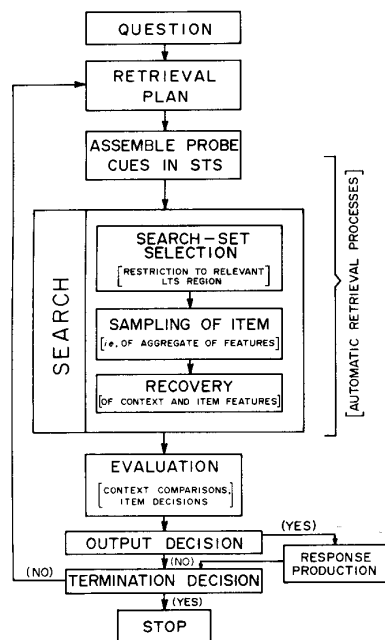 QUESTION
RETRIEVAL
PLAN
ASSEMBLE PROBE
CUES IN STS
SEARCH
SEARCH-SET
SELECTION
[RESTRICTION TO RELEVANT
LTS REGION]
SAMPLING OF ITEM
[i.e. OF AGGREGATE OF FEATURES]
RECOVERY
[OF CONTEXT AND ITEM FEATURES]
[AUTOMATIC RETRIEVAL PROCESSES]
EVALUATION
[CONTEXT COMPARISONS,
ITEM DECISIONS]
OUTPUT DECISION
(YES)
(NO)
RESPONSE
PRODUCTION
(NO)
TERMINATION DECISION
(YES)
STOP